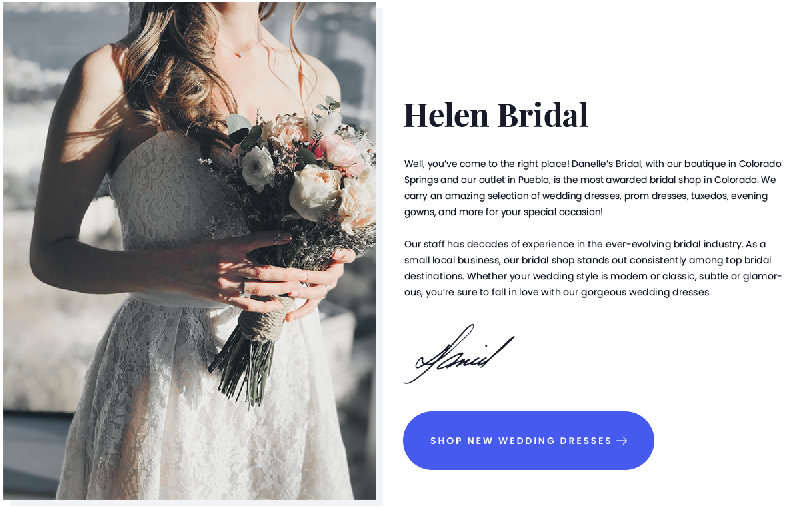 Helen Bridal
Well, you've come to the right place! Danelle's Bridal, with our boutique in Colorado
Springs and our outlet in Pueblo, is the most awarded bridal shop in Colorado. We
carry an amazing selection of wedding dresses, prom dresses, tuxedos, evening
gowns, and more for your special occasion!
Our staff has decades of experience in the ever-evolving bridal industry. As a
small local business, our bridal shop stands out consistently among top bridal
destinations. Whether your wedding style is modern or classic, subtle or glamor-
ous, you're sure to fall in love with our gorgeous wedding dresses.
SHOP NEW WEDDING DRESSES →